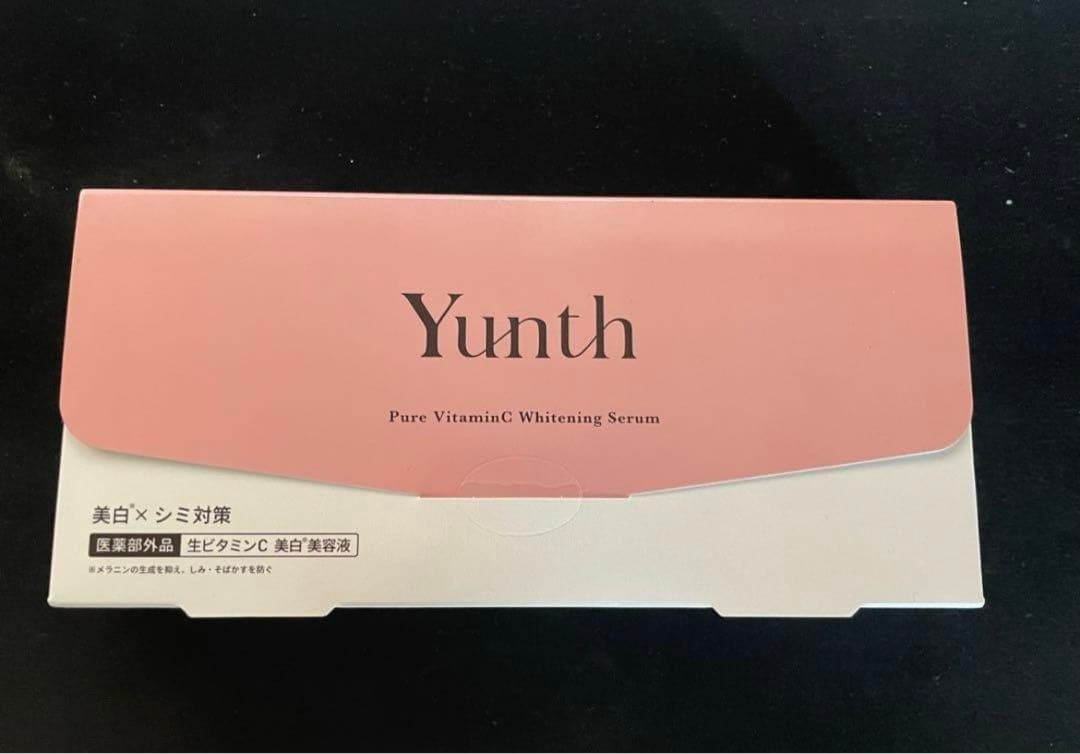 Yunth
Pure VitaminC Whitening Serum
美白※×シミ対策
医薬部外品 生ビタミンC 美白※美容液
※メラニンの生成を抑え、しみ・そばかすを防ぐ